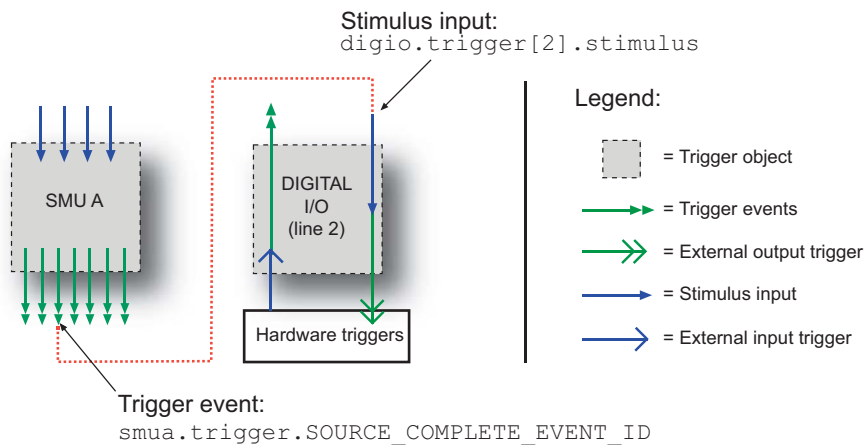 Stimulus input:
digio.trigger[2].stimulus
Legend:
SMU A
DIGITAL
I/O
(line 2)
= Trigger object
= Trigger events
= External output trigger
= Stimulus input
= External input trigger
Hardware triggers
Trigger event:
smua.trigger.SOURCE_COMPLETE_EVENT_ID